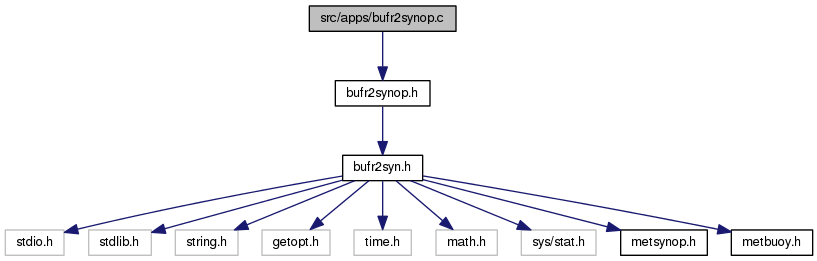 src/apps/bufr2synop.c
bufr2synop.h
bufr2syn.h
stdio.h
stdlib.h
string.h
getopt.h
time.h
math.h
sys/stat.h
metsynop.h
metbuoy.h